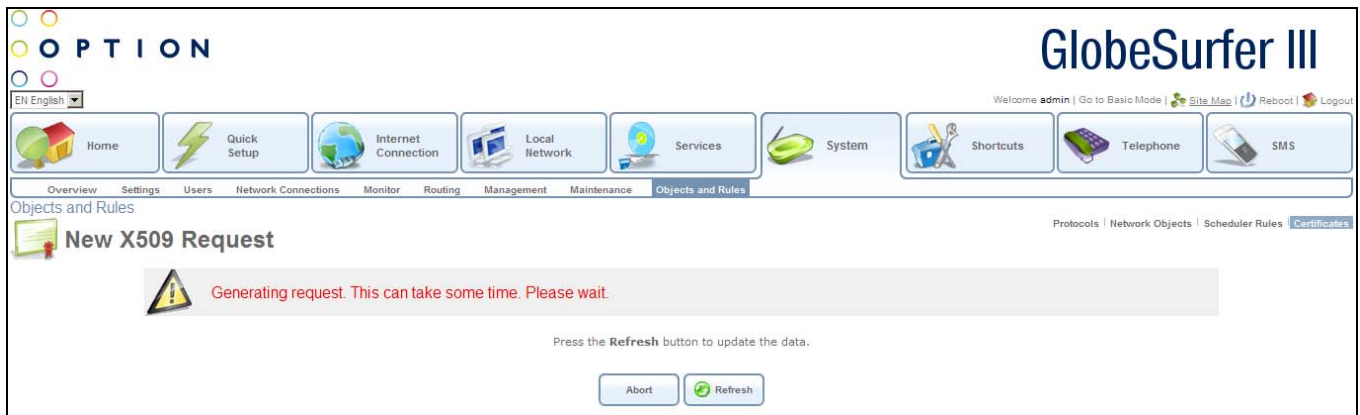 OPTION
GlobeSurfer III
EN English
Welcome admin | Go to Basic Mode | Site Map | Reboot | Logout
Home
Quick Setup
Internet Connection
Local Network
Services
System
Shortcuts
Telephone
SMS
Overview Settings Users Network Connections Monitor Routing Management Maintenance Objects and Rules
Objects and Rules
Protocols | Network Objects | Scheduler Rules | Certificates
New X509 Request
Generating request. This can take some time. Please wait.
Press the Refresh button to update the data.
Abort
Refresh